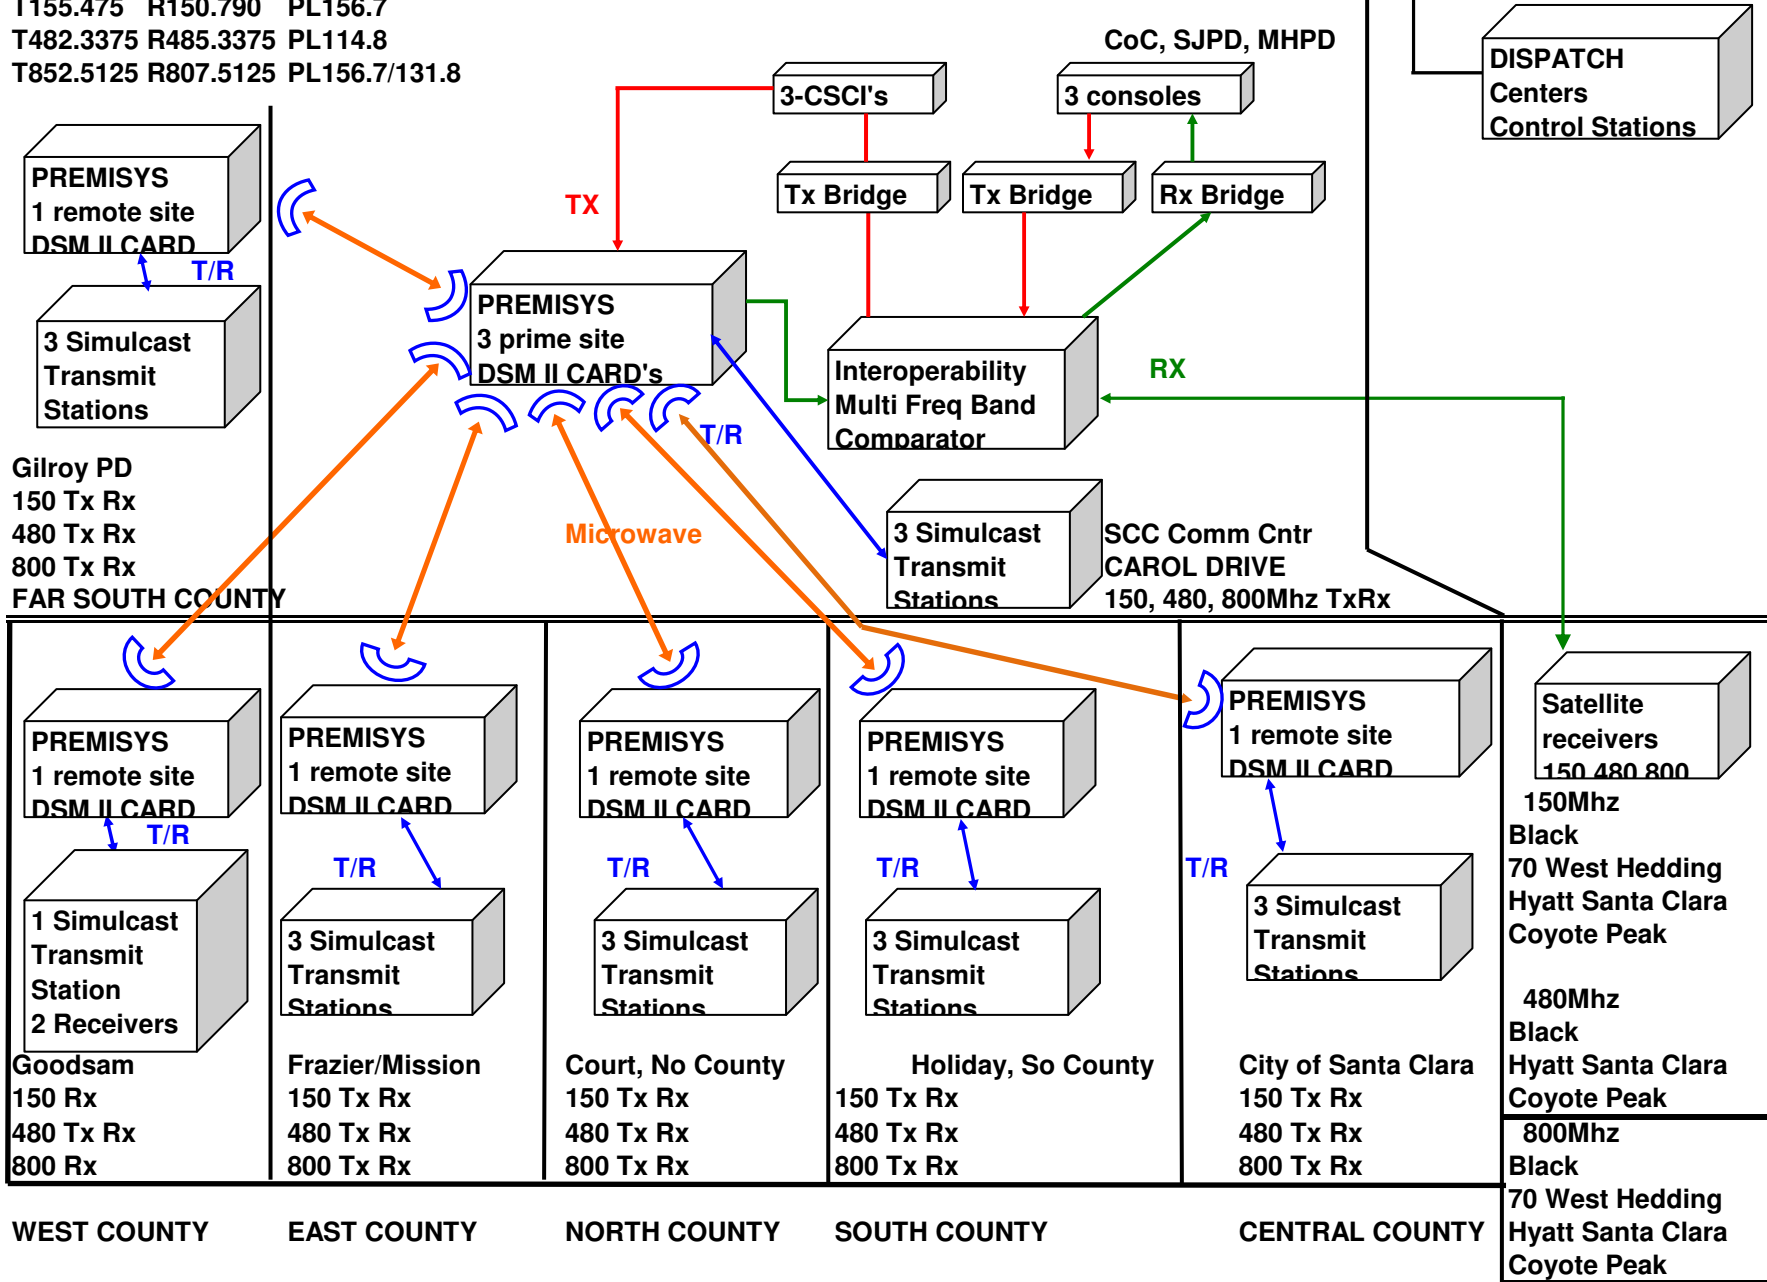 T155.475 R150.790 PL156.7
T482.3375 R485.3375 PL114.8
T852.5125 R807.5125 PL156.7/131.8
CoC, SJPD, MHPD
3-CSCI's
3 consoles
DISPATCH
Centers
Control Stations
PREMISYS
1 remote site
DSM II CARD
T/R
3 Simulcast
Transmit
Stations
Gilroy PD
150 Tx Rx
480 Tx Rx
800 Tx Rx
FAR SOUTH COUNTY
TX
Tx Bridge
Tx Bridge
Rx Bridge
PREMISYS
3 prime site
DSM II CARD's
Interoperability
Multi Freq Band
Comparator
RX
T/R
Microwave
3 Simulcast
Transmit
Stations
SCC Comm Cntr
CAROL DRIVE
150, 480, 800Mhz TxRx
PREMISYS
1 remote site
DSM II CARD
T/R
1 Simulcast
Transmit
Station
2 Receivers
Goodsam
150 Rx
480 Tx Rx
800 Rx
WEST COUNTY
PREMISYS
1 remote site
DSM II CARD
T/R
3 Simulcast
Transmit
Stations
Frazier/Mission
150 Tx Rx
480 Tx Rx
800 Tx Rx
EAST COUNTY
PREMISYS
1 remote site
DSM II CARD
T/R
3 Simulcast
Transmit
Stations
Court, No County
150 Tx Rx
480 Tx Rx
800 Tx Rx
NORTH COUNTY
PREMISYS
1 remote site
DSM II CARD
T/R
3 Simulcast
Transmit
Stations
Holiday, So County
150 Tx Rx
480 Tx Rx
800 Tx Rx
SOUTH COUNTY
PREMISYS
1 remote site
DSM II CARD
T/R
3 Simulcast
Transmit
Stations
City of Santa Clara
150 Tx Rx
480 Tx Rx
800 Tx Rx
CENTRAL COUNTY
Satellite
receivers
150 480 800
150Mhz
Black
70 West Hedding
Hyatt Santa Clara
Coyote Peak
480Mhz
Black
Hyatt Santa Clara
Coyote Peak
800Mhz
Black
70 West Hedding
Hyatt Santa Clara
Coyote Peak